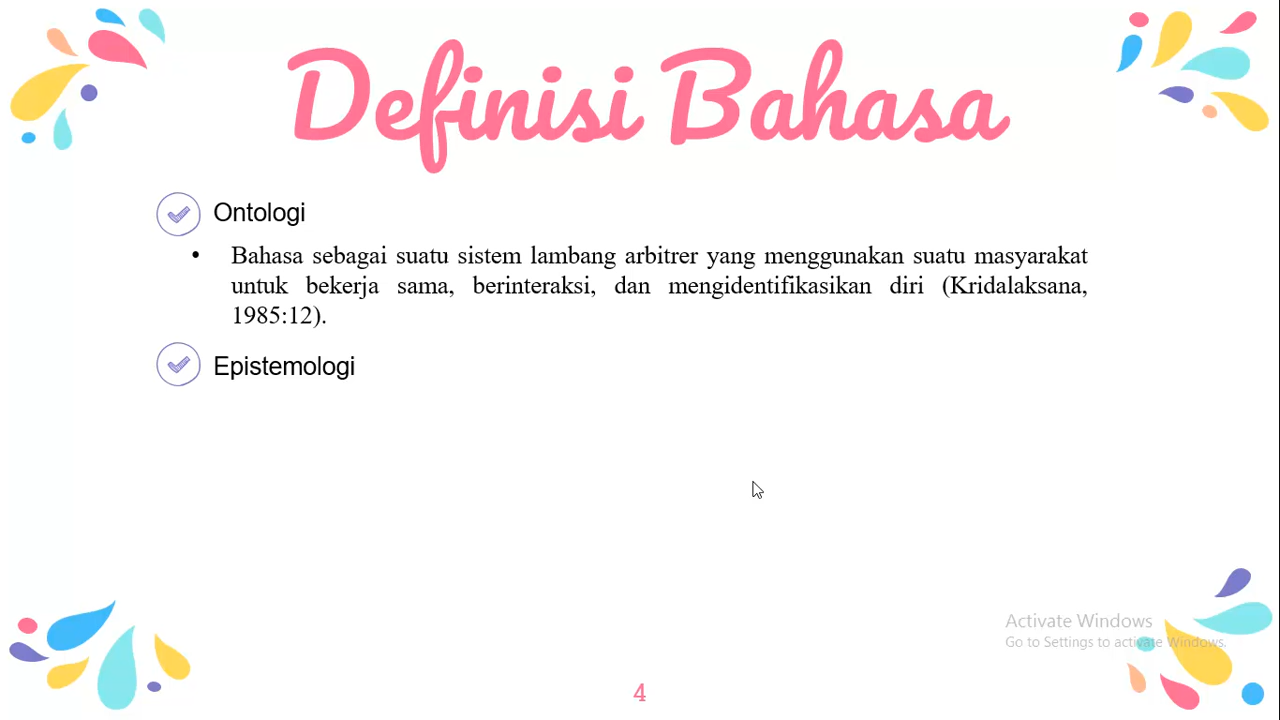 Definisi Bahasa
Ontologi
• Bahasa sebagai suatu sistem lambang arbitrer yang menggunakan suatu masyarakat
untuk bekerja sama, berinteraksi, dan mengidentifikasikan diri (Kridalaksana,
1985:12).
Epistemologi
Activate Windows
Go to Settings to activate Windows.
4